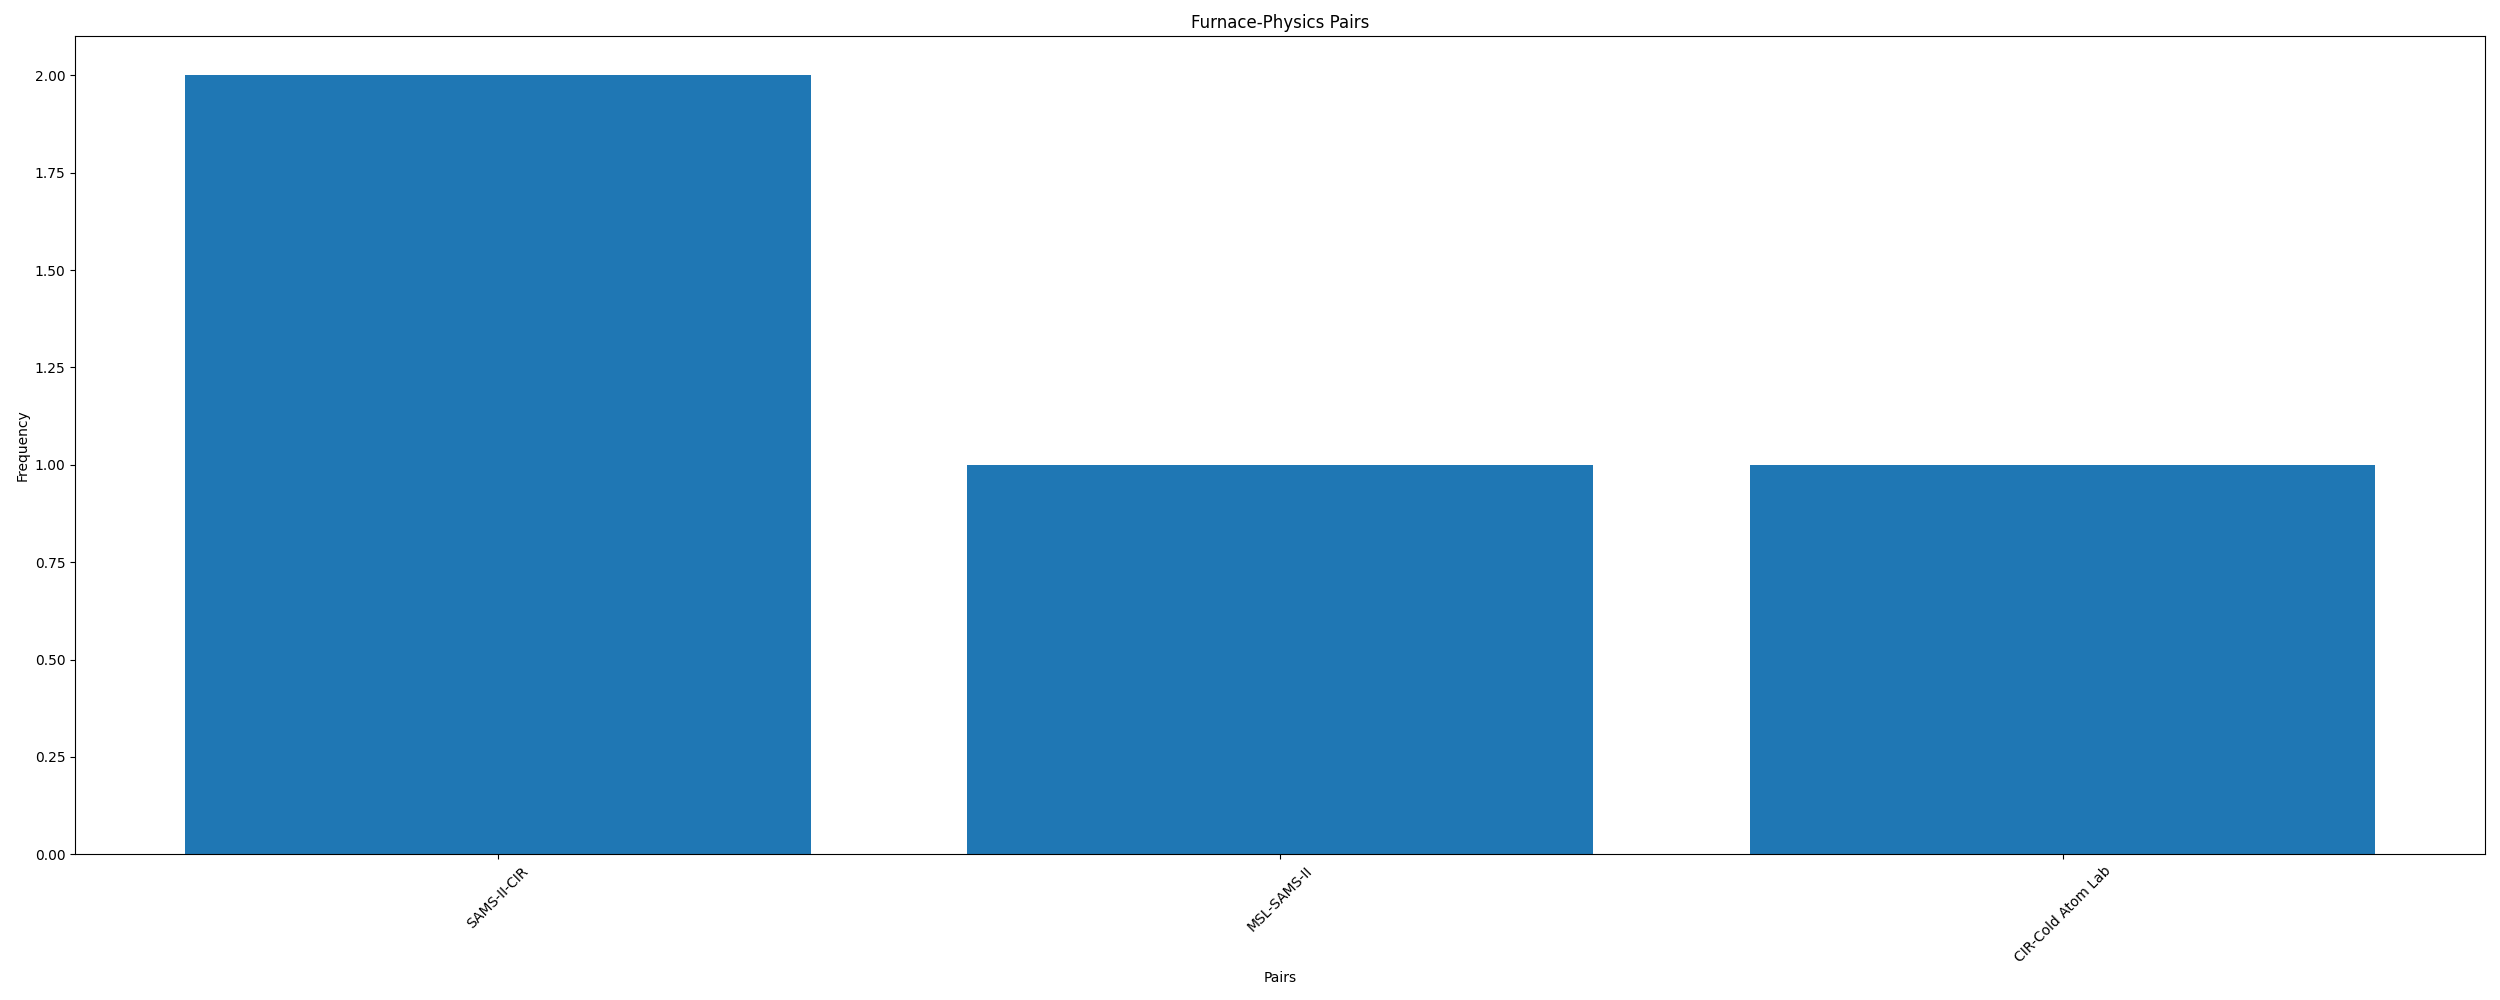 Furnace-Physics Pairs
2.00
1.75
1.50
1.25
1.00
0.75
0.50
0.25
0.00
Frequency
SAMS-II-CIR
MSL-SAMS-II
CIR-Cold Atom Lab
Pairs